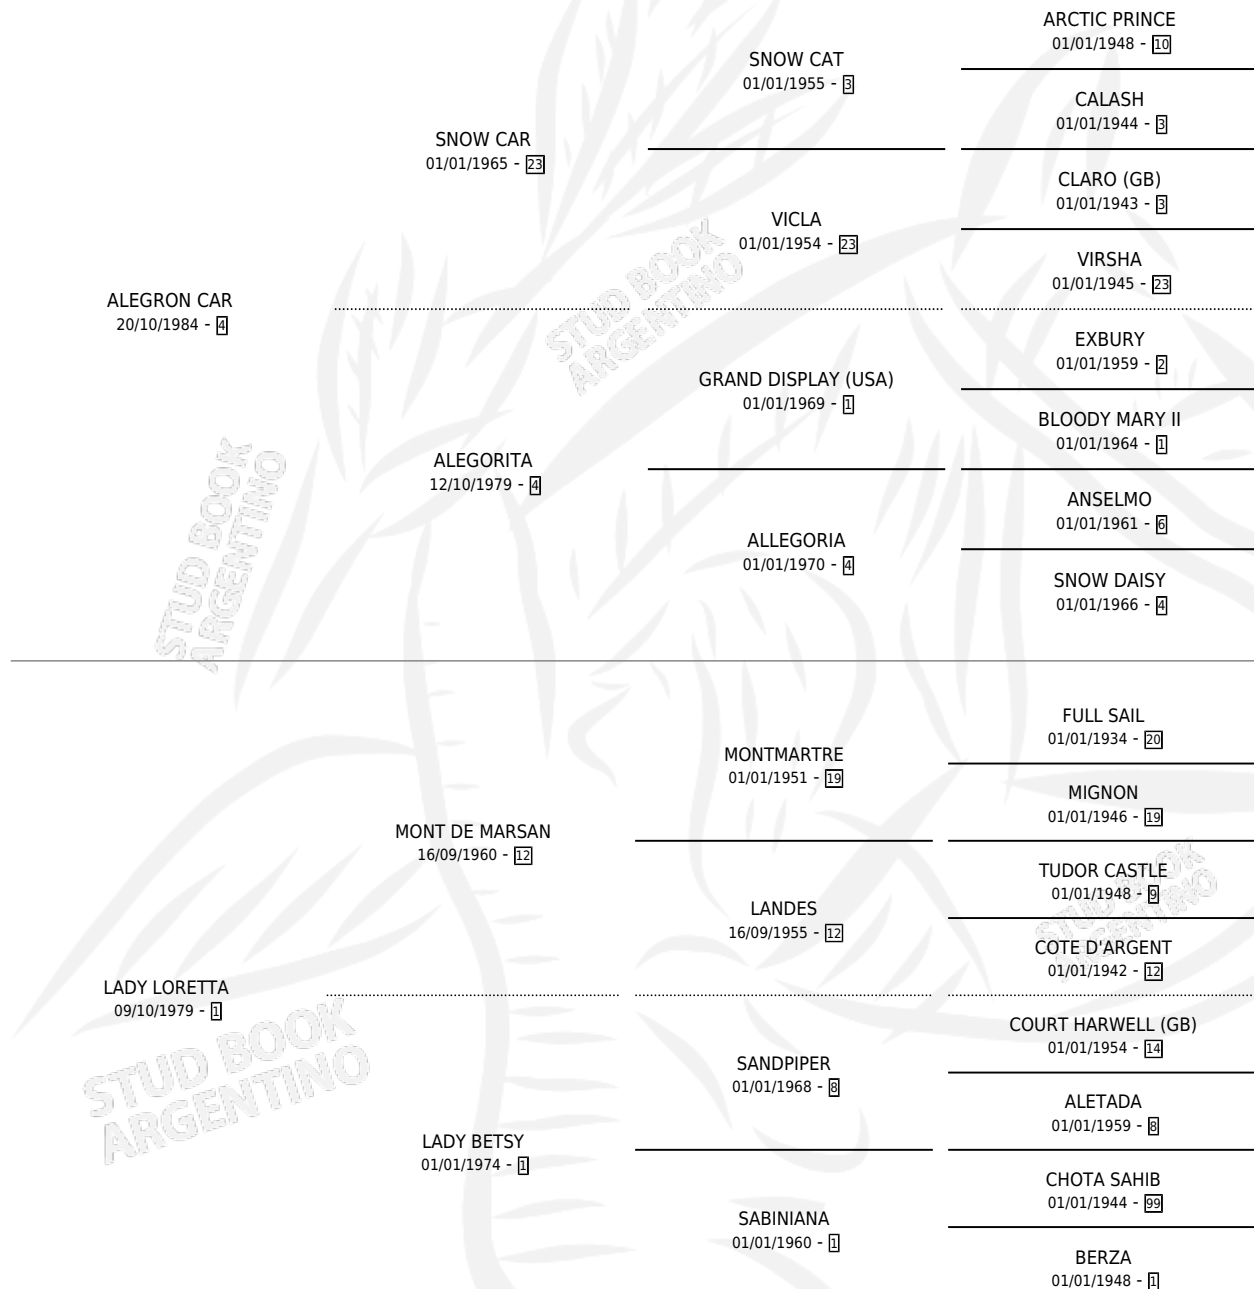 ARCTIC PRINCE
01/01/1948 - 10
SNOW CAT
01/01/1955 - 3
CALASH
01/01/1944 - 3
SNOW CAR
01/01/1965 - 23
CLARO (GB)
01/01/1943 - 3
VICLA
01/01/1954 - 23
VIRSHA
01/01/1945 - 23
ALEGRON CAR
20/10/1984 - 4
EXBURY
01/01/1959 - 2
GRAND DISPLAY (USA)
01/01/1969 - 1
BLOODY MARY II
01/01/1964 - 1
ALEGORITA
12/10/1979 - 4
ANSELMO
01/01/1961 - 6
ALLEGORIA
01/01/1970 - 4
SNOW DAISY
01/01/1966 - 4
FULL SAIL
01/01/1934 - 20
MONTMARTRE
01/01/1951 - 19
MIGNON
01/01/1946 - 19
MONT DE MARSAN
16/09/1960 - 12
TUDOR CASTLE
01/01/1948 - 9
LANDES
16/09/1955 - 12
COTE D'ARGENT
01/01/1942 - 12
LADY LORETTA
09/10/1979 - 1
COURT HARWELL (GB)
01/01/1954 - 14
SANDPIPER
01/01/1968 - 8
ALETADA
01/01/1959 - 8
LADY BETSY
01/01/1974 - 1
CHOTA SAHIB
01/01/1944 - 99
SABINIANA
01/01/1960 - 1
BERZA
01/01/1948 - 1
STUD BOOK
ARGENTINO
STUD BOOK
ARGENTINO
STUD BOOK
ARGENTINO
STUD BOOK
ARGENTINO